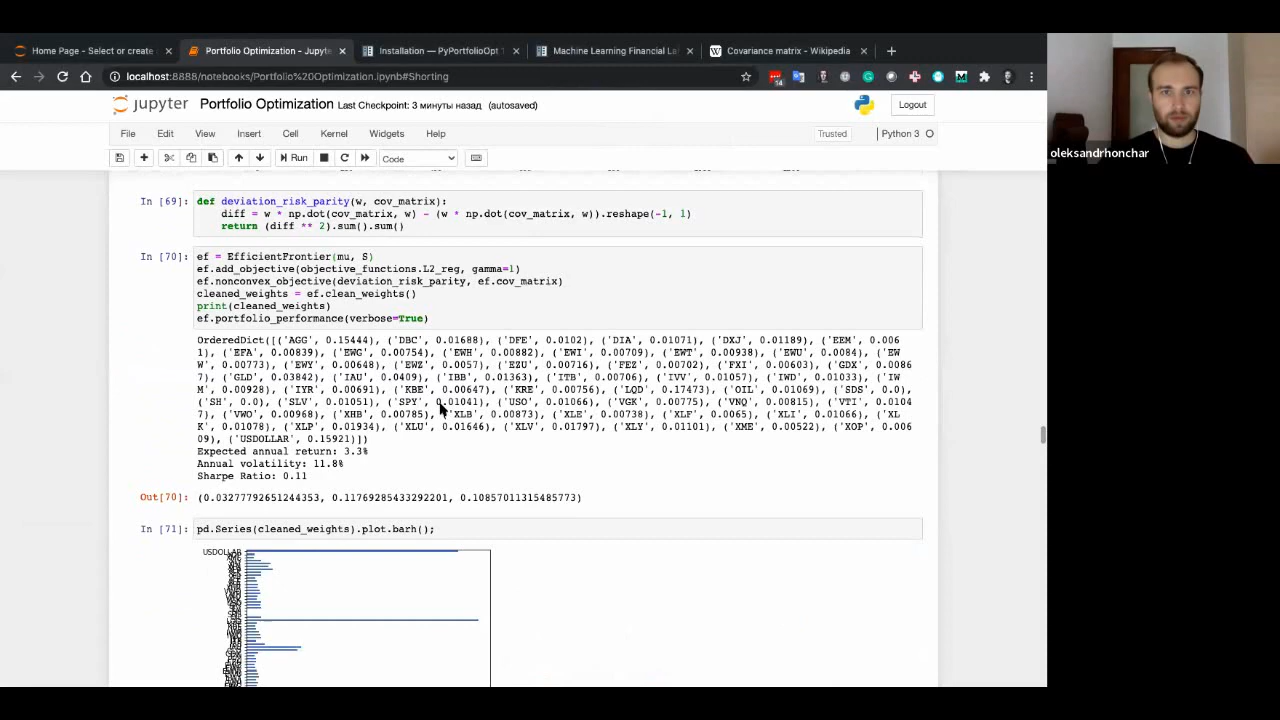 Home Page - Select or create
Portfolio Optimization - Jupyte
Installation — PyPortfolioOpt
Machine Learning Financial La
Covariance matrix - Wikipedia
localhost:8888/notebooks/Portfolio%20Optimization.ipynb#Shorting
14
jupyter Portfolio Optimization Last Checkpoint: 3 минуты назад (autosaved)
Logout
File Edit View Insert Cell Kernel Widgets Help
Trusted
Python 3
Run
Code
oleksandrhonchar
In [69]: def deviation_risk_parity(w, cov_matrix):
diff = w * np.dot(cov_matrix, w) - (w * np.dot(cov_matrix, w)).reshape(-1, 1)
return (diff ** 2).sum().sum()
In [70]: ef = EfficientFrontier(mu, S)
ef.add_objective(objective_functions.L2_reg, gamma=1)
ef.nonconvex_objective(deviation_risk_parity, ef.cov_matrix)
cleaned_weights = ef.clean_weights()
print(cleaned_weights)
ef.portfolio_performance(verbose=True)
OrderedDict([('AGG', 0.15444), ('DBC', 0.01688), ('DFE', 0.0102), ('DIA', 0.01071), ('DXJ', 0.01189), ('EEM', 0.006
1), ('EFA', 0.00839), ('EWG', 0.00754), ('EWH', 0.00882), ('EWI', 0.00709), ('EWT', 0.00938), ('EWU', 0.0084), ('EW
W', 0.00773), ('EWY', 0.00648), ('EWZ', 0.0057), ('EZU', 0.00716), ('FEZ', 0.00702), ('FXI', 0.00603), ('GDX', 0.0086
7), ('GLD', 0.03842), ('IAU', 0.0409), ('IBB', 0.01363), ('ITB', 0.00706), ('IVV', 0.01057), ('IWD', 0.01033), ('IW
M', 0.00928), ('IYR', 0.00691), ('KBE', 0.00647), ('KRE', 0.00756), ('LQD', 0.17473), ('OIL', 0.01069), ('SDS', 0.0),
('SH', 0.0), ('SLV', 0.01051), ('SPY', 0.01041), ('USO', 0.01066), ('VGK', 0.00775), ('VNQ', 0.00815), ('VTI', 0.0104
7), ('VWO', 0.00968), ('XHB', 0.00785), ('XLB', 0.00873), ('XLE', 0.00738), ('XLF', 0.0065), ('XLI', 0.01066), ('XL
K', 0.01078), ('XLP', 0.01934), ('XLU', 0.01646), ('XLV', 0.01797), ('XLY', 0.01101), ('XME', 0.00522), ('XOP', 0.006
09), ('USDOLLAR', 0.15921)])
Expected annual return: 3.3%
Annual volatility: 11.8%
Sharpe Ratio: 0.11
Out[70]: (0.03277792651244353, 0.11769285433292201, 0.10857011315485773)
In [71]: pd.Series(cleaned_weights).plot.barh();
USDOLLAR